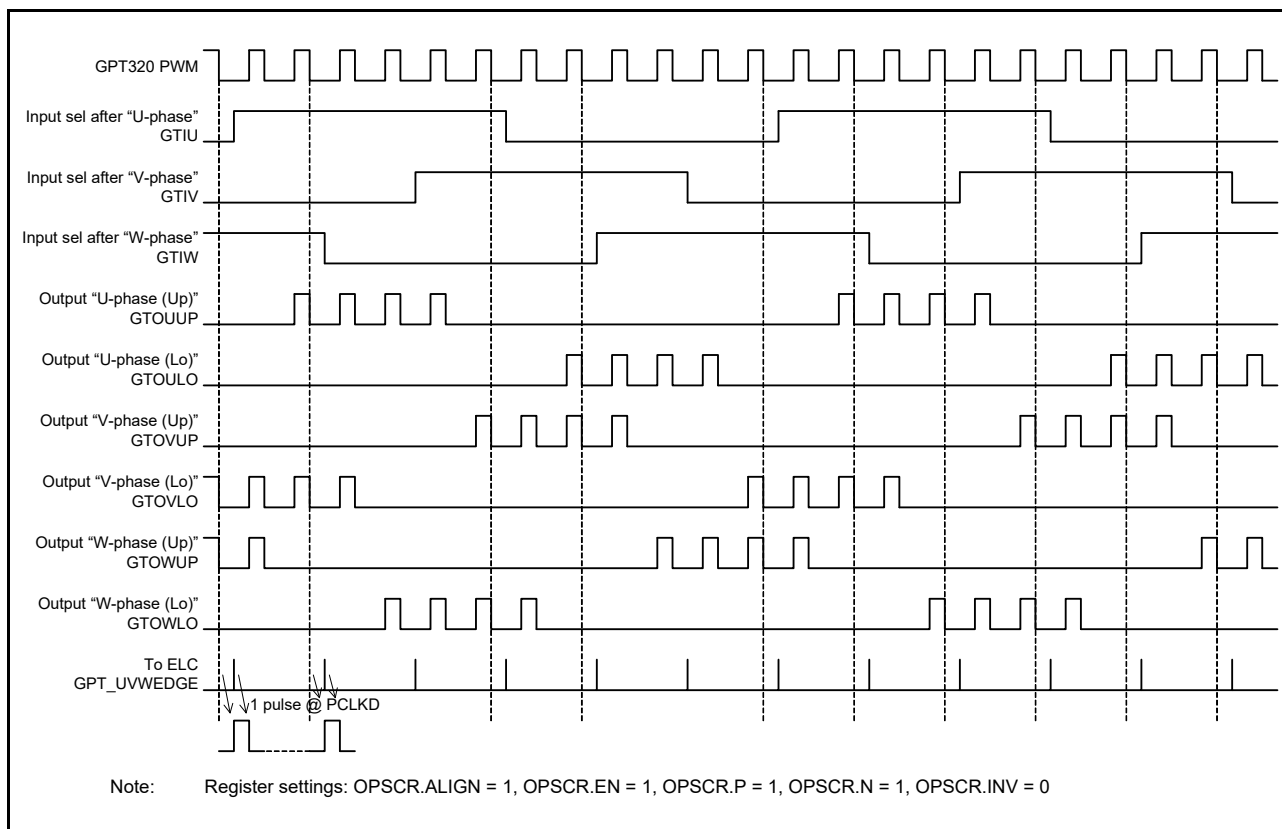 GPT320 PWM
Input sel after “U-phase”
GTIU
Input sel after “V-phase”
GTIV
Input sel after “W-phase”
GTIW
Output “U-phase (Up)”
GTOUUP
Output “U-phase (Lo)”
GTOULO
Output “V-phase (Up)”
GTOVUP
Output “V-phase (Lo)”
GTOVLO
Output “W-phase (Up)”
GTOWUP
Output “W-phase (Lo)”
GTOWLO
To ELC
GPT_UVWEDGE
1 pulse @ PCLKD
Note: Register settings: OPSCR.ALIGN = 1, OPSCR.EN = 1, OPSCR.P = 1, OPSCR.N = 1, OPSCR.INV = 0